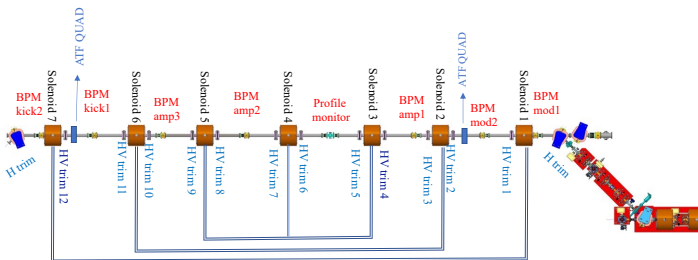 ATF QUAD
ATF QUAD
Solenoid 7
Solenoid 6
Solenoid 5
Solenoid 4
Solenoid 3
Solenoid 2
Solenoid 1
BPM
kick2
BPM
kick1
BPM
amp3
BPM
amp2
Profile
monitor
BPM
amp1
BPM
mod2
BPM
mod1
H trim
HV trim 12
HV trim 11
HV trim 10
HV trim 9
HV trim 8
HV trim 7
HV trim 6
HV trim 5
HV trim 4
HV trim 3
HV trim 2
HV trim 1
H trim